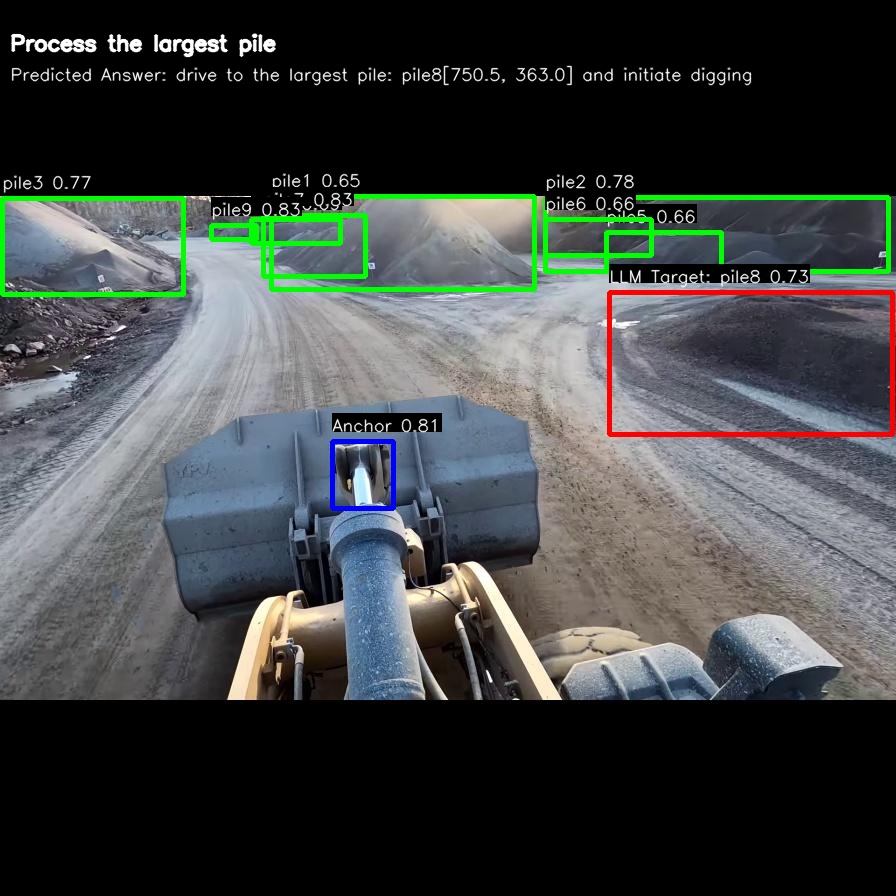 Process the largest pile
Predicted Answer: drive to the largest pile: pile8[750.5, 363.0] and initiate digging
pile3 0.77
pile1 0.65
0.83
pile9 0.83
pile2 0.78
pile6 0.66
pile5 0.66
LLM Target: pile8 0.73
Anchor 0.81